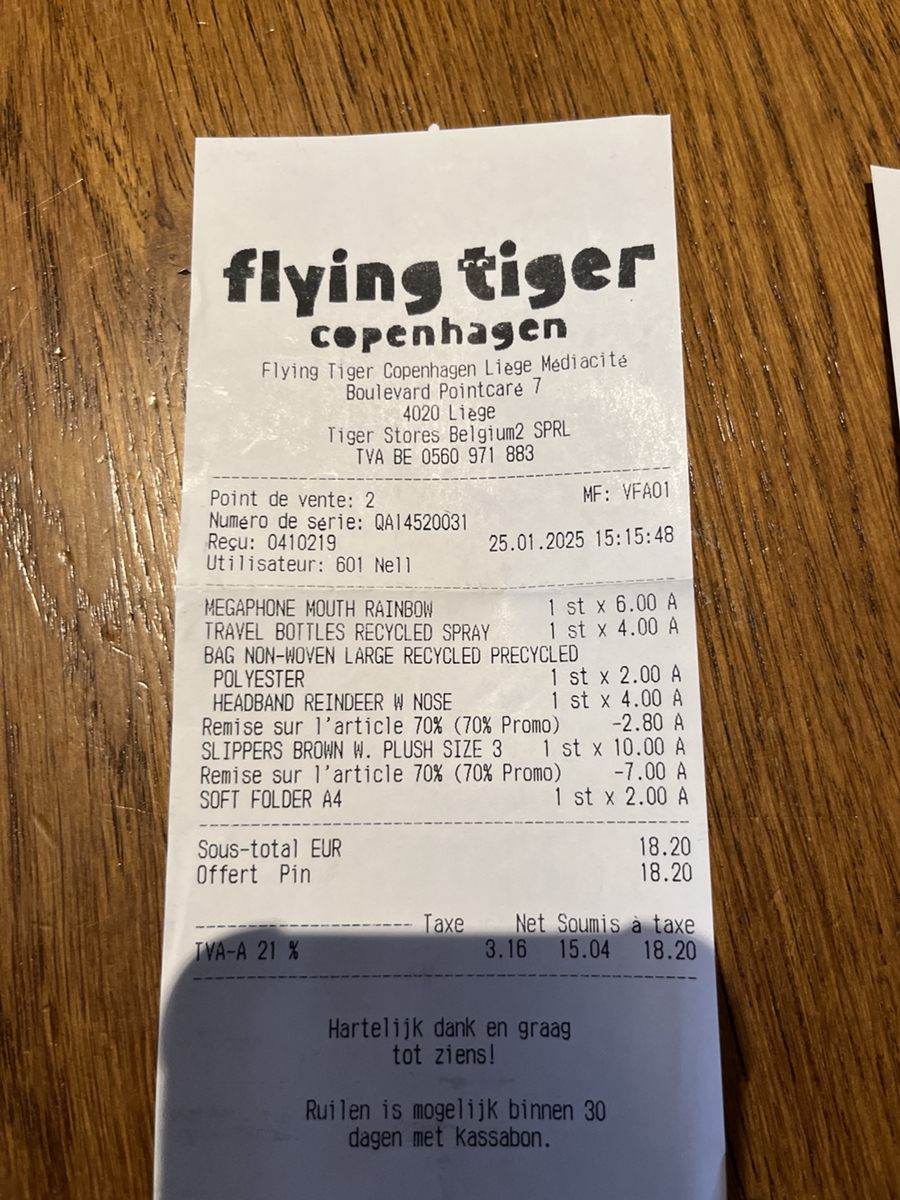 flying tiger
copenhagen
Flying Tiger Copenhagen Liege Médiacité
Boulevard Pointcaré 7
4020 Liège
Tiger Stores Belgium2 SPRL
TVA BE 0560 971 883
Point de vente: 2 MF: VFA01
Numéro de série: QAI4520031
Reçu: 0410219 25.01.2025 15:15:48
Utilisateur: 601 Nell
MEGAPHONE MOUTH RAINBOW 1 st x 6.00 A
TRAVEL BOTTLES RECYCLED SPRAY 1 st x 4.00 A
BAG NON-WOVEN LARGE RECYCLED PRECYCLED
POLYESTER 1 st x 2.00 A
HEADBAND REINDEER W NOSE 1 st x 4.00 A
Remise sur l'article 70% (70% Promo) -2.80 A
SLIPPERS BROWN W. PLUSH SIZE 3 1 st x 10.00 A
Remise sur l'article 70% (70% Promo) -7.00 A
SOFT FOLDER A4 1 st x 2.00 A
Sous-total EUR 18.20
Offert Pin 18.20
Taxe Net Soumis à taxe
TVA-A 21 % 3.16 15.04 18.20
Hartelijk dank en graag
tot ziens!
Ruilen is mogelijk binnen 30
dagen met Kassabon.